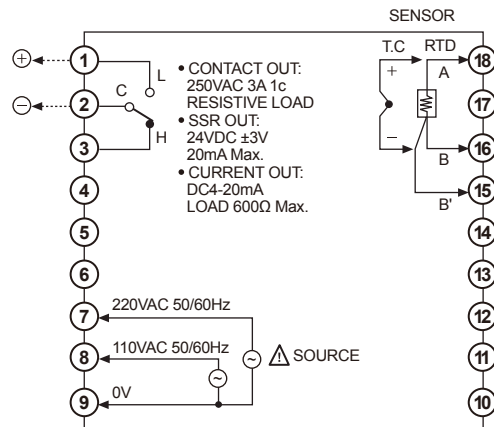 SENSOR
1
2
3
4
5
6
7
8
9
+
−
L
C
H
• CONTACT OUT:
250VAC 3A 1c
RESISTIVE LOAD
• SSR OUT:
24VDC ±3V
20mA Max.
• CURRENT OUT:
DC4-20mA
LOAD 600Ω Max.
220VAC 50/60Hz
110VAC 50/60Hz
0V
~
~
! SOURCE
T.C RTD
+
−
A
B
B'
18
17
16
15
14
13
12
11
10